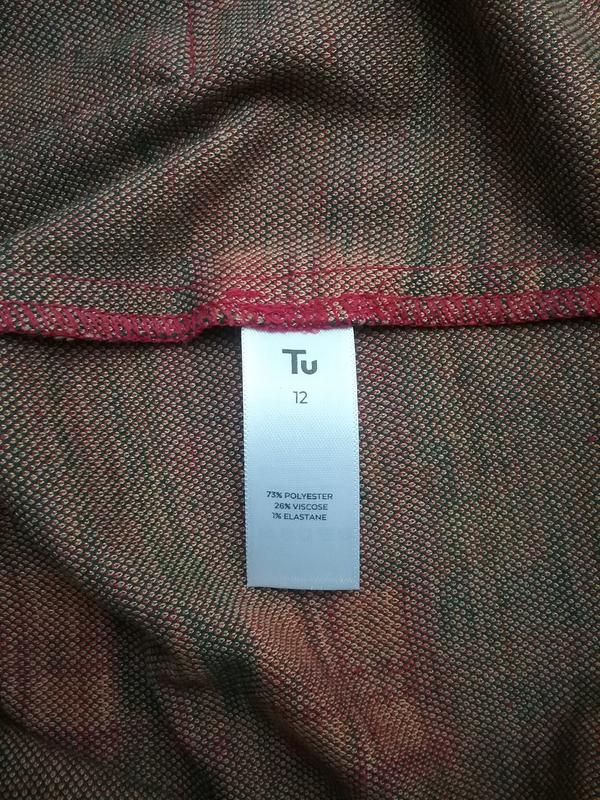 Tu
12
73% POLYESTER
26% VISCOSE
1% ELASTANE